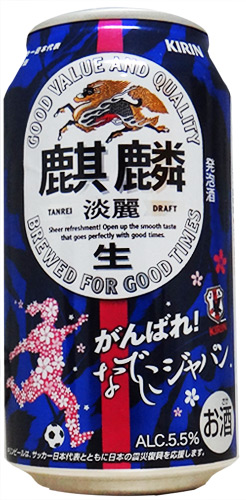 KIRIN
GOOD VALUE AND QUALITY
発泡酒
麒麟
TANREI 淡麗 DRAFT
Sheer refreshment! Open up the smooth taste
that goes perfectly with good times.
生
BREWED FOR GOOD TIMES
がんばれ!
なでしこジャパン
KIRIN
お酒
ALC.5.5%
リンビールは、サッカー日本代表とともに日本の震災復興を応援します。